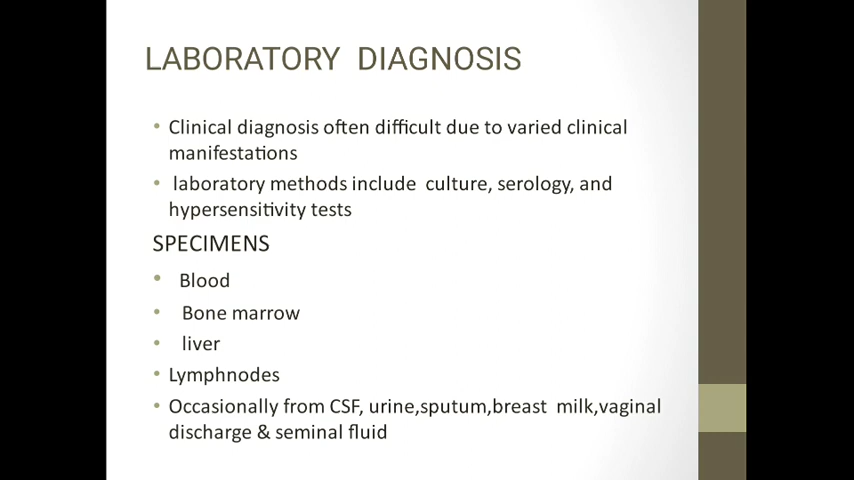 LABORATORY DIAGNOSIS
• Clinical diagnosis often difficult due to varied clinical
manifestations
• laboratory methods include culture, serology, and
hypersensitivity tests
SPECIMENS
• Blood
• Bone marrow
• liver
• Lymphnodes
• Occasionally from CSF, urine,sputum,breast milk,vaginal
discharge & seminal fluid